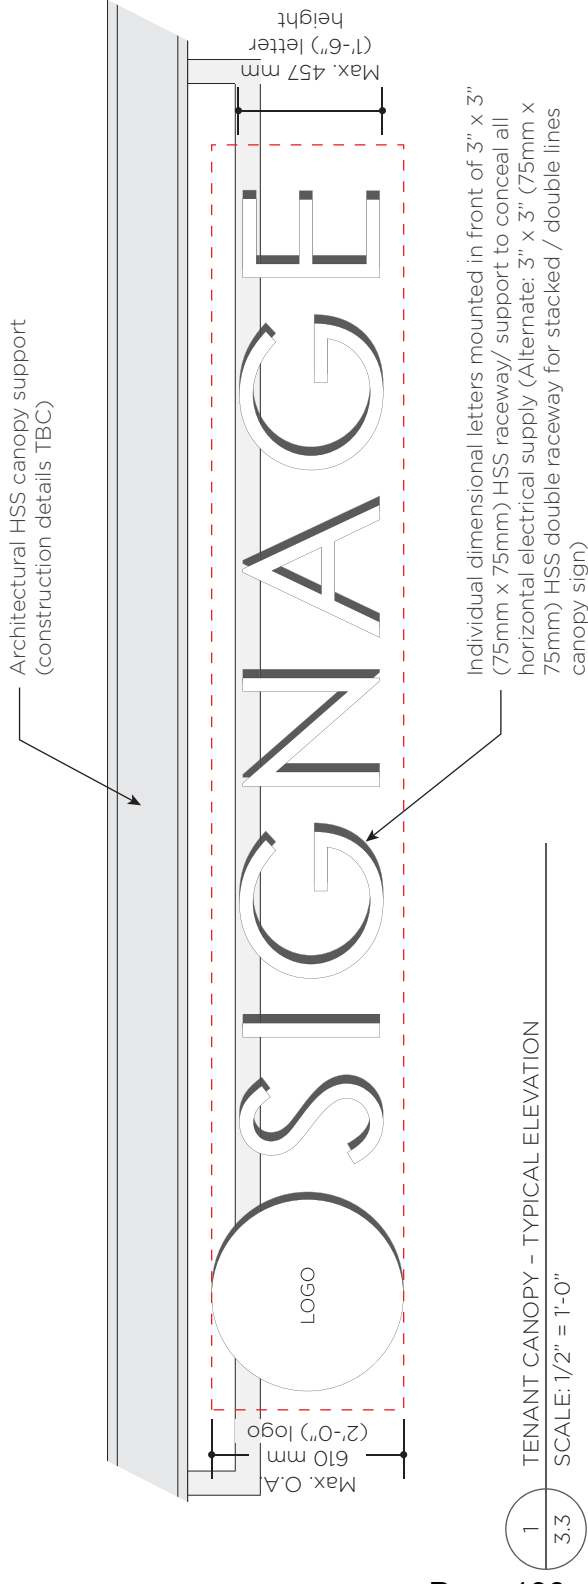 Architectural HSS canopy support
(construction details TBC)
Max. 457 mm
(1'-6") letter
height
SIGNAGE
LOGO
Max. O.A.
610 mm
(2'-0") logo
Individual dimensional letters mounted in front of 3” x 3”
(75mm x 75mm) HSS raceway/ support to conceal all
horizontal electrical supply (Alternate: 3” x 3” (75mm x
75mm) HSS double raceway for stacked / double lines
canopy sign)
1
3.3
TENANT CANOPY - TYPICAL ELEVATION
SCALE: 1/2” = 1'-0”